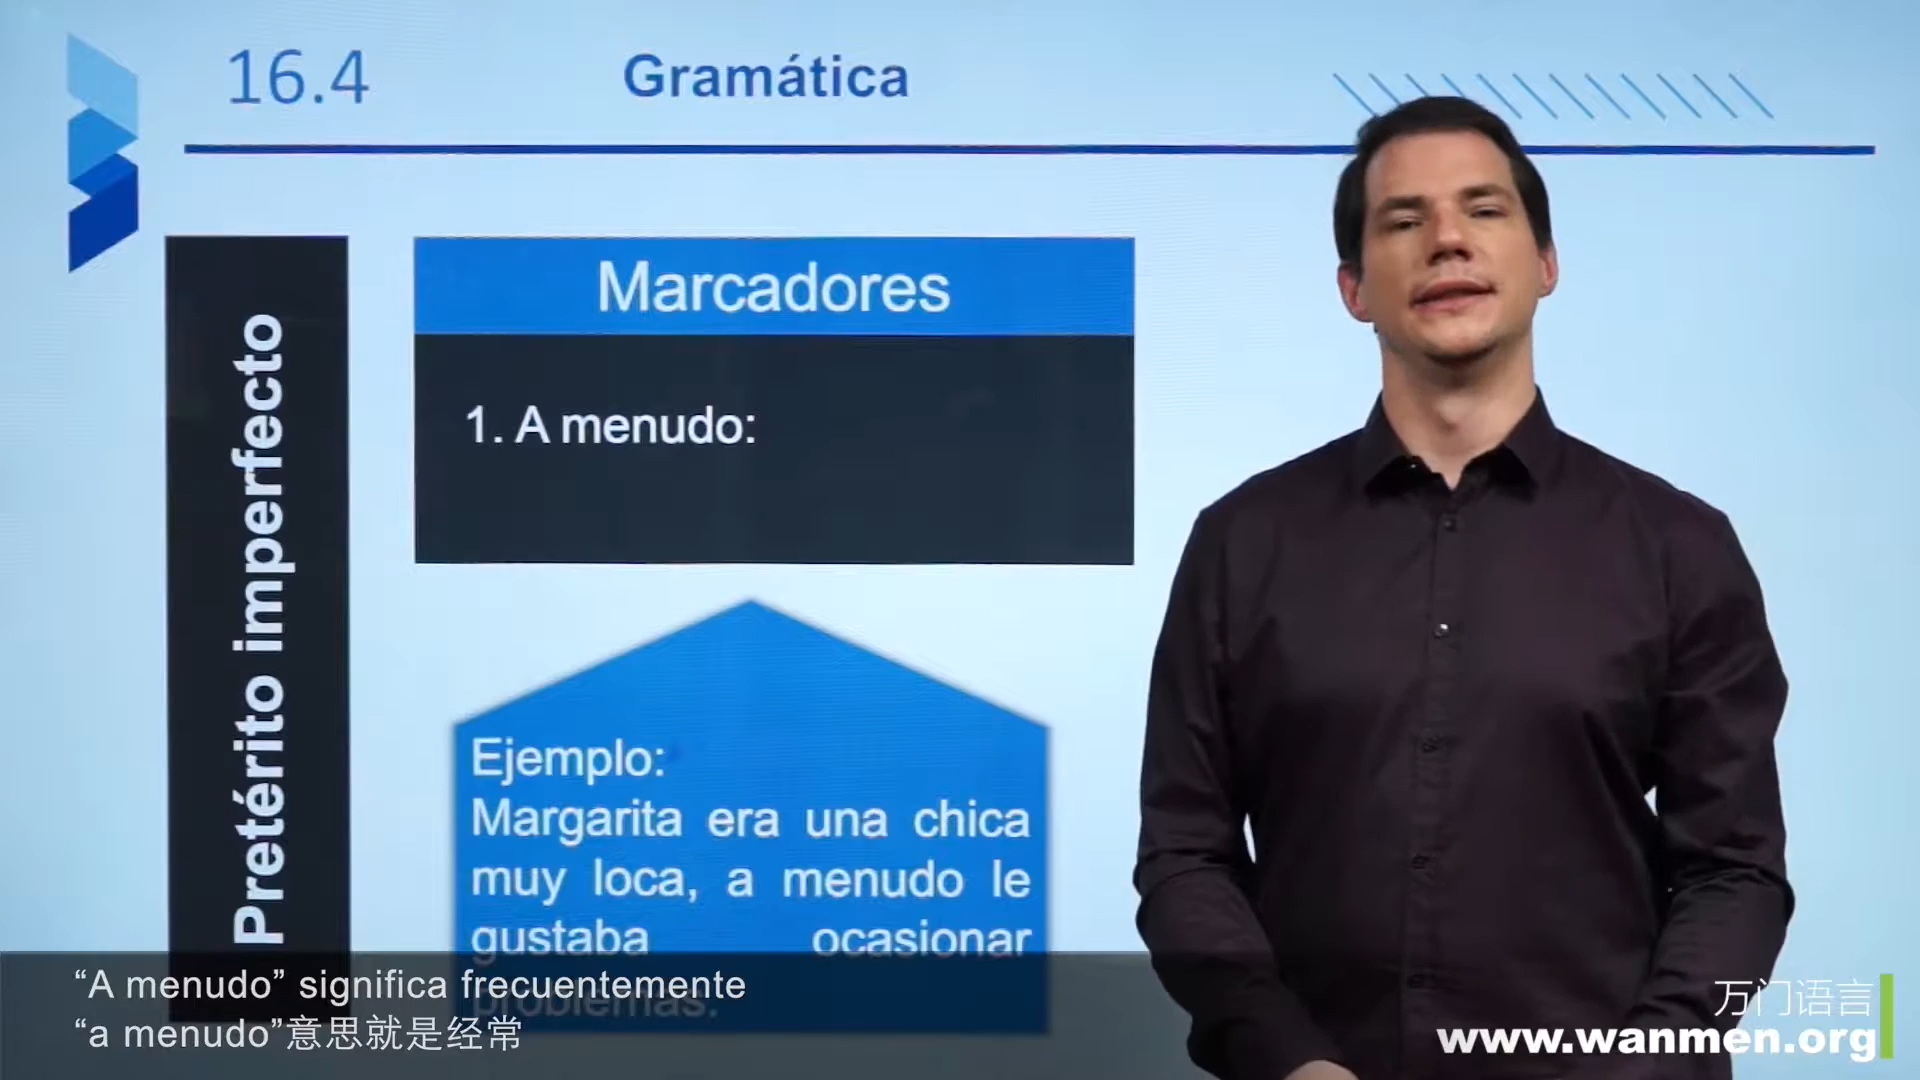 16.4
Gramática
Pretérito imperfecto
Marcadores
1. A menudo:
Ejemplo:
Margarita era una chica
muy loca, a menudo le
gustaba ocasionar
problemas.
“A menudo” significa frecuentemente
“a menudo”意思就是经常
万门语言
www.wanmen.org